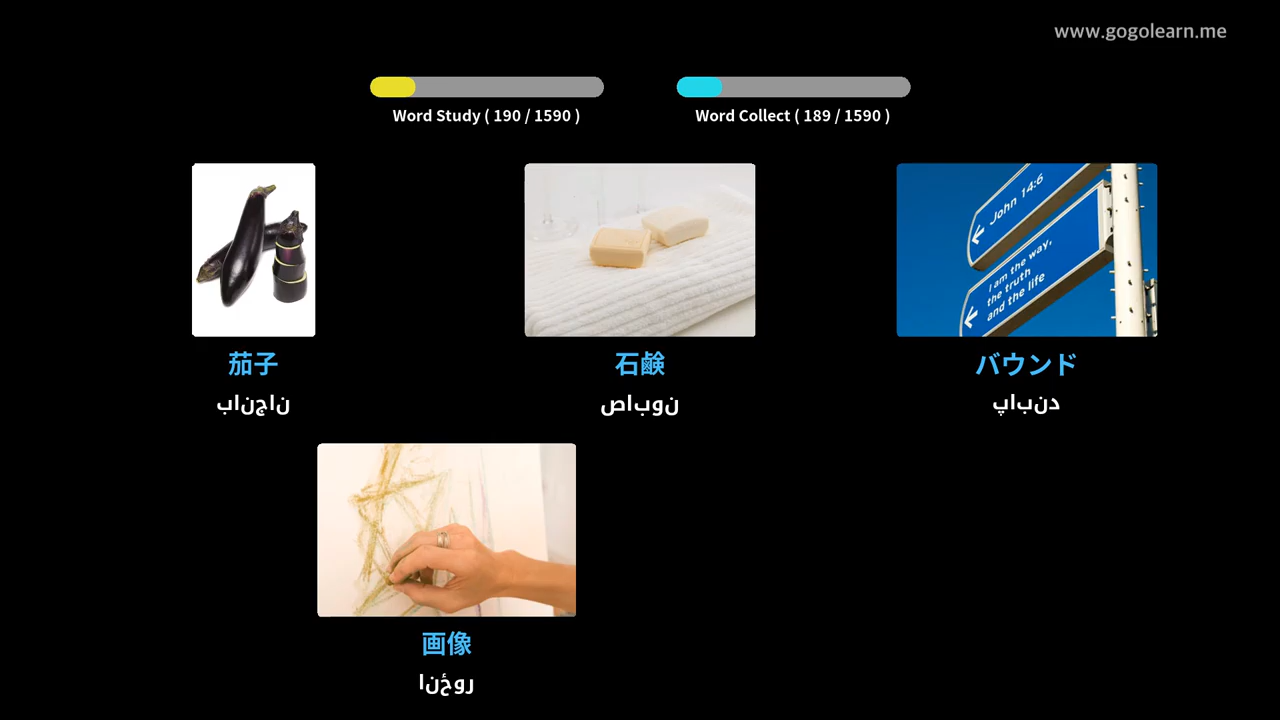 www.gogolearn.me
Word Study ( 190 / 1590 )
Word Collect ( 189 / 1590 )
John 14:6
I am the way,
the truth
and the life
茄子
石鹸
バウンド
بانجان
صابون
پابند
画像
انځور